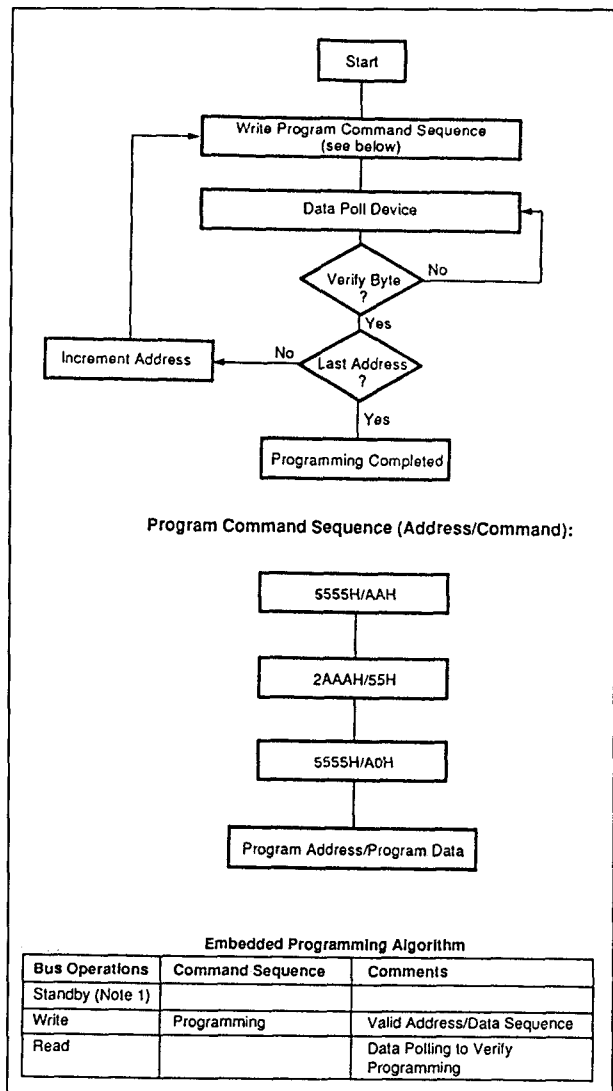 Start
Write Program Command Sequence
(see below)
Data Poll Device
Verify Byte
?
No
Yes
Increment Address
No
Last Address
?
Yes
Programming Completed
Program Command Sequence (Address/Command):
5555H/AAH
2AAAH/55H
5555H/A0H
Program Address/Program Data
Embedded Programming Algorithm
Bus Operations Command Sequence Comments
Standby (Note 1)
Write Programming Valid Address/Data Sequence
Read Data Polling to Verify
Programming